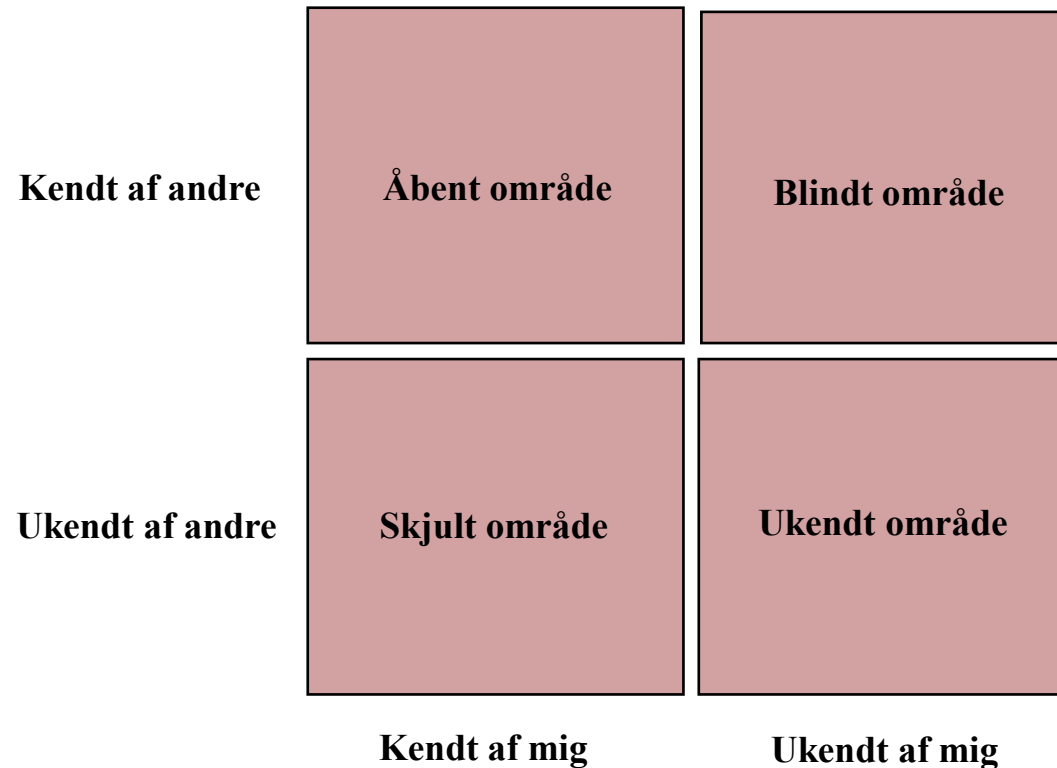 Kendt af andre
Åbent område
Blindt område
Ukendt af andre
Skjult område
Ukendt område
Kendt af mig
Ukendt af mig